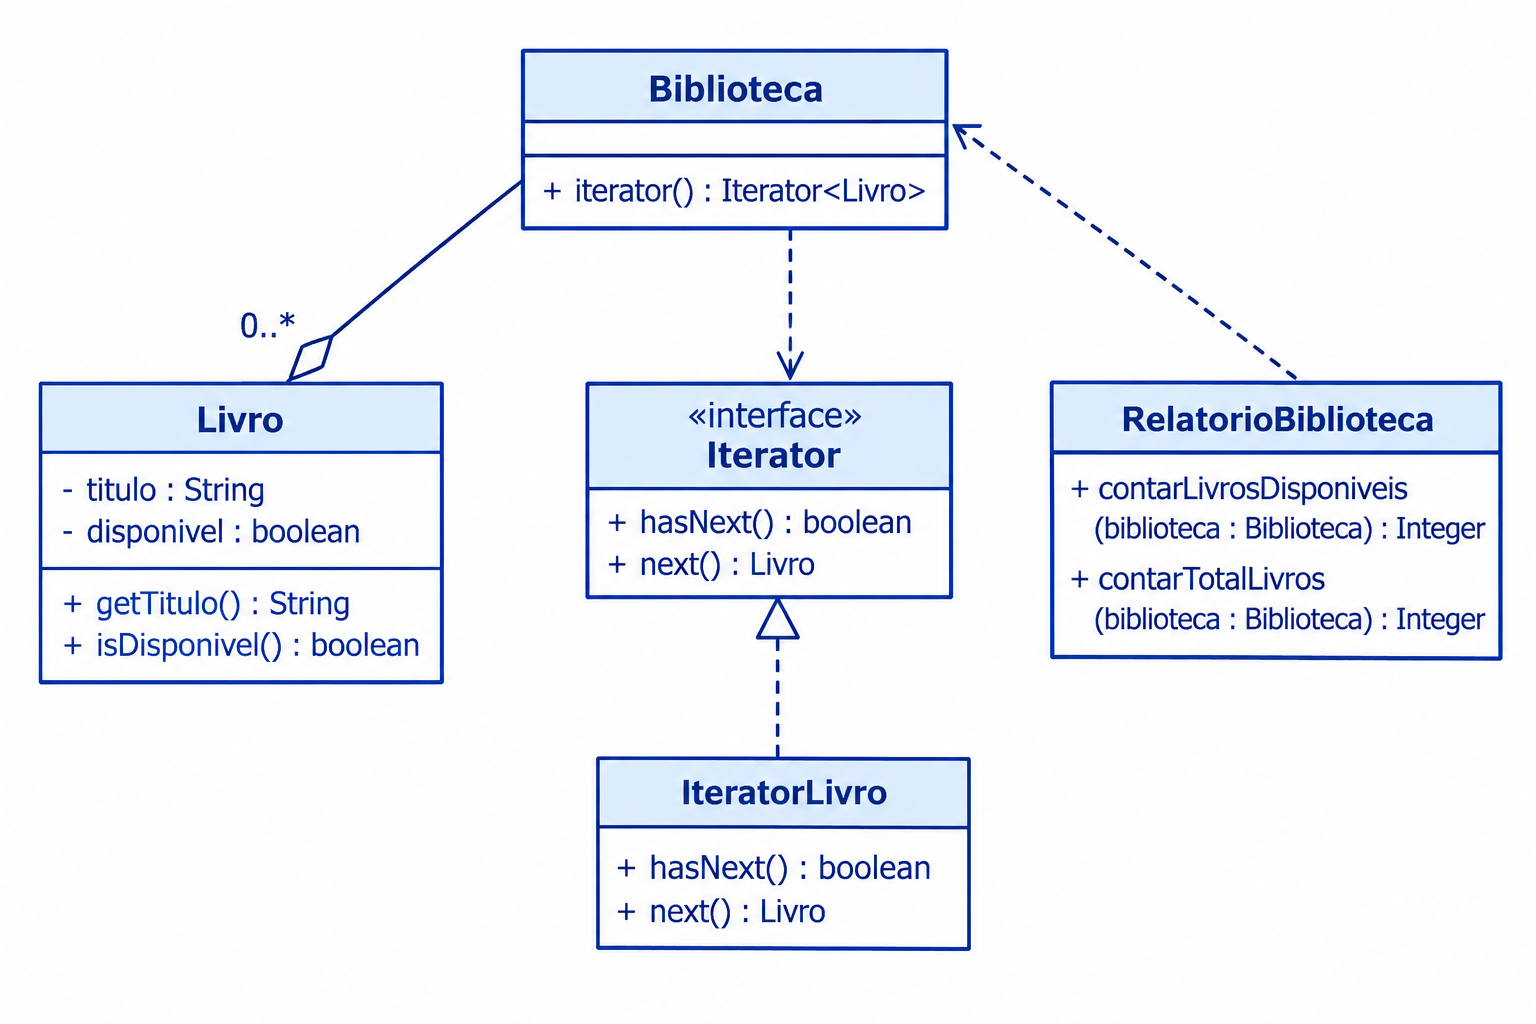 Biblioteca
+ iterator() : Iterator<Livro>
0..*
Livro
- titulo : String
- disponivel : boolean
+ getTitulo() : String
+ isDisponivel() : boolean
«interface»
Iterator
+ hasNext() : boolean
+ next() : Livro
RelatorioBiblioteca
+ contarLivrosDisponiveis
(biblioteca : Biblioteca) : Integer
+ contarTotalLivros
(biblioteca : Biblioteca) : Integer
IteratorLivro
+ hasNext() : boolean
+ next() : Livro